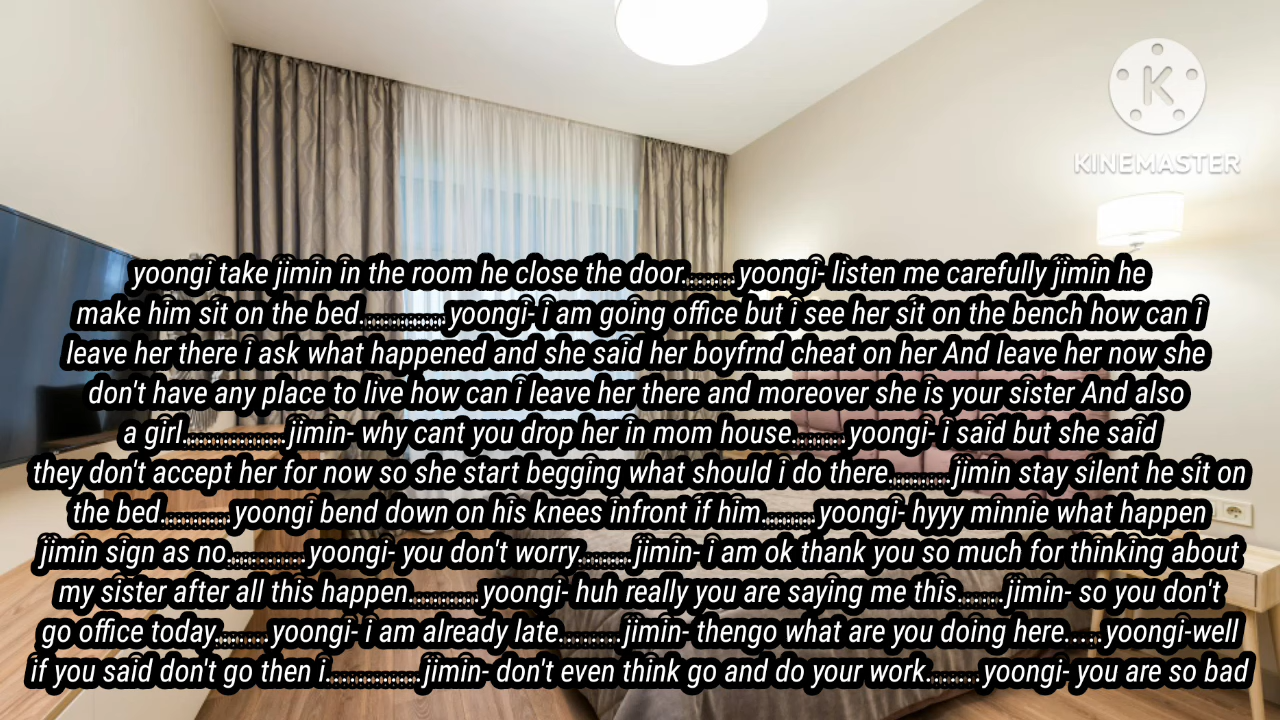 KINEMASTER
yoongi take jimin in the room he close the door.........yoongi- listen me carefully jimin he
make him sit on the bed...............yoongi- i am going office but i see her sit on the bench how can i
leave her there i ask what happened and she said her boyfrnd cheat on her And leave her now she
don't have any place to live how can i leave her there and moreover she is your sister And also
a girl.................jimin- why cant you drop her in mom house.........yoongi- i said but she said
they don't accept her for now so she start begging what should i do there..........jimin stay silent he sit on
the bed............yoongi bend down on his knees infront if him.........yoongi- hyyy minnie what happen
jimin sign as no.............yoongi- you don't worry.........jimin- i am ok thank you so much for thinking about
my sister after all this happen............yoongi- huh really you are saying me this........jimin- so you don't
go office today.........yoongi- i am already late..........jimin- thengo what are you doing here......yoongi-well
if you said don't go then i................jimin- don't even think go and do your work.........yoongi- you are so bad